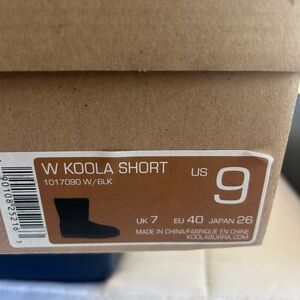 W KOOLA SHORT
1017090 W/BLK
US 9
UK 7 EU 40 JAPAN 26
MADE IN CHINA/FABRIQUÉ EN CHINE
KOOLABURRA.COM